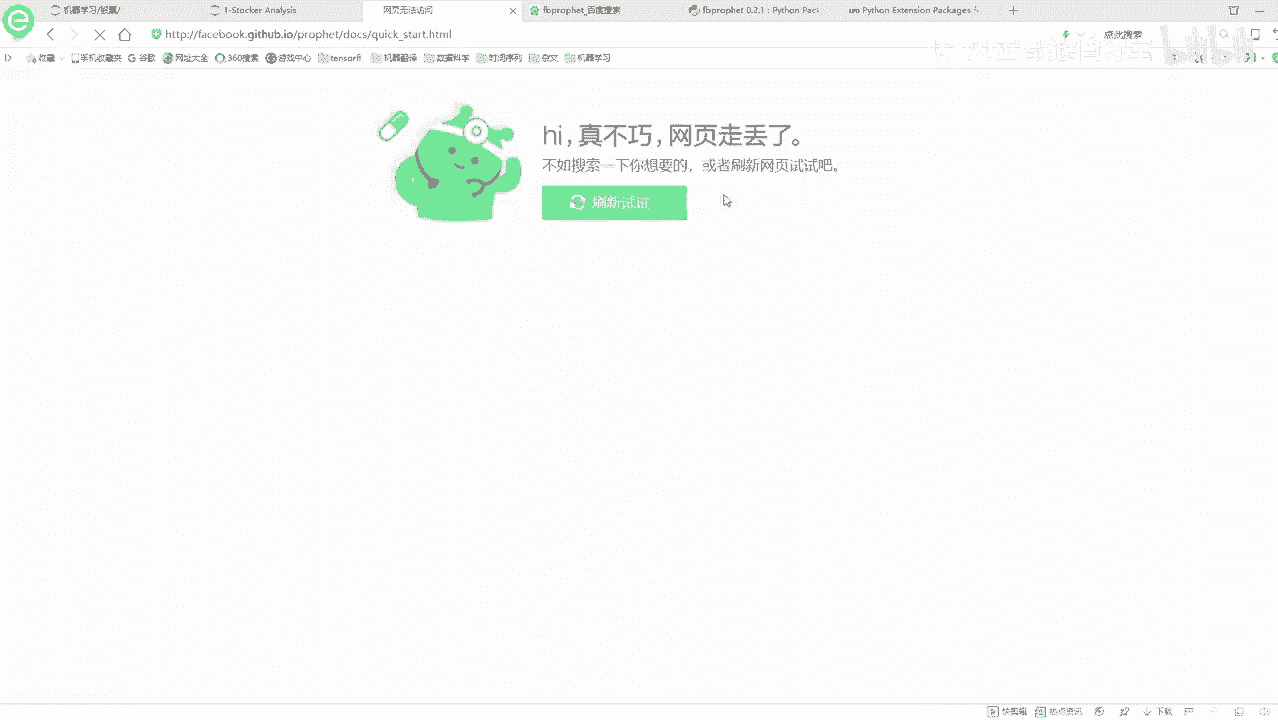 机器学习/股票/
1-Stocker Analysis
网页无法访问
fbprophet_百度搜索
fbprophet 0.2.1 : Python Pac
Python Extension Packages
http://facebook.github.io/prophet/docs/quick_start.html
点此搜索
收藏
手机收藏夹
谷歌
网址大全
360搜索
游戏中心
tensorfl
机器翻译
数据科学
时间序列
杂文
机器学习
hi,真不巧,网页走丢了。
不如搜索一下你想要的，或者刷新网页试试吧。
刷新试试
快剪辑
热点资讯
下载